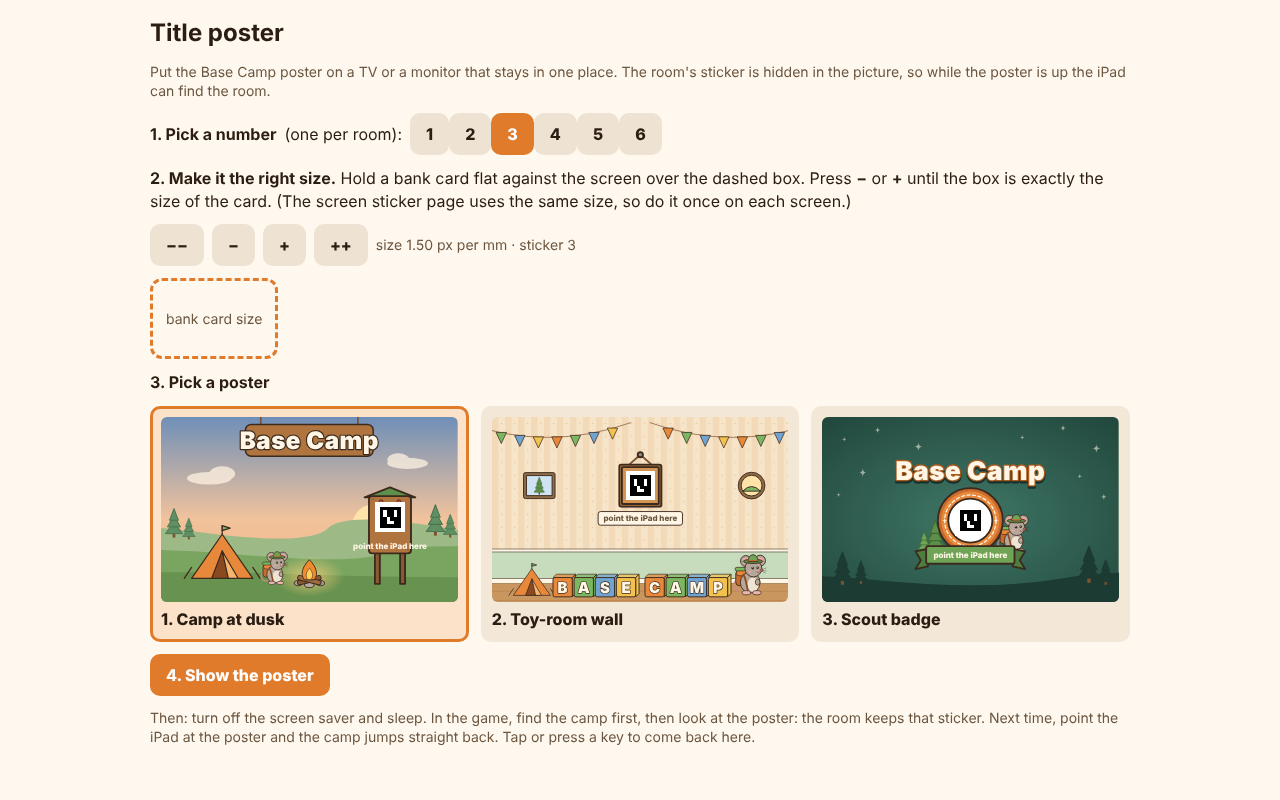 Title poster
Put the Base Camp poster on a TV or a monitor that stays in one place. The room's sticker is hidden in the picture, so while the poster is up the iPad
can find the room.
1. Pick a number (one per room): 1 2 3 4 5 6
2. Make it the right size. Hold a bank card flat against the screen over the dashed box. Press − or + until the box is exactly the
size of the card. (The screen sticker page uses the same size, so do it once on each screen.)
−− − + ++ size 1.50 px per mm · sticker 3
bank card size
3. Pick a poster
Base Camp
point the iPad here
1. Camp at dusk
point the iPad here
BASE CAMP
2. Toy-room wall
Base Camp
point the iPad here
3. Scout badge
4. Show the poster
Then: turn off the screen saver and sleep. In the game, find the camp first, then look at the poster: the room keeps that sticker. Next time, point the
iPad at the poster and the camp jumps straight back. Tap or press a key to come back here.